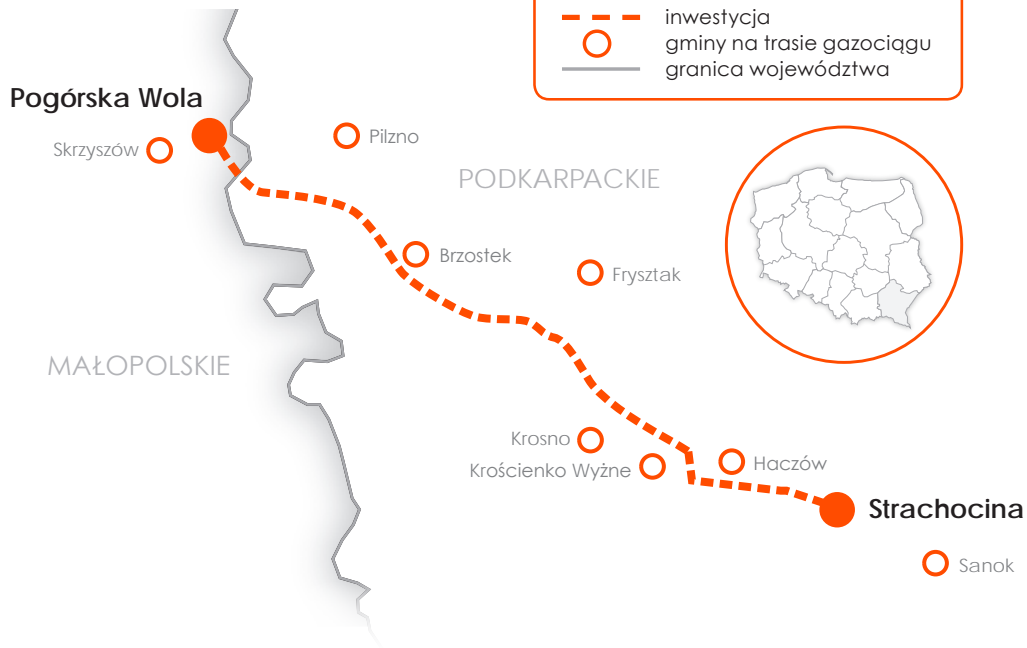 inwestycja
gminy na trasie gazociągu
granica województwa
Pogórska Wola
Skrzyszów
Pilzno
PODKARPACKIE
Brzostek
Frysztak
MAŁOPOLSKIE
Krosno
Krościenko Wyżne
Haczów
Strachocina
Sanok